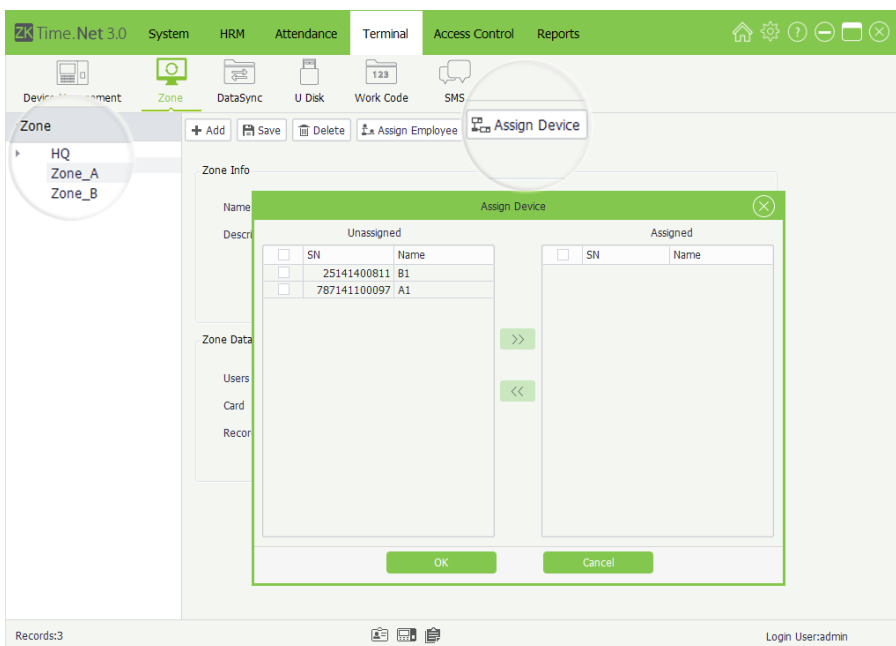 ZK Time.Net 3.0 System HRM Attendance Terminal Access Control Reports
Zone DataSync U Disk 123 Work Code SMS
Zone
Add Save Delete Assign Employee Assign Device
HQ
Zone_A
Zone_B
Zone Info
Name
Assign Device
Unassigned Assigned
SN Name SN Name
25141400811 B1
787141100097 A1
>>
Zone Data
Users
<<
Card
OK Cancel
Records:3 Login User:admin